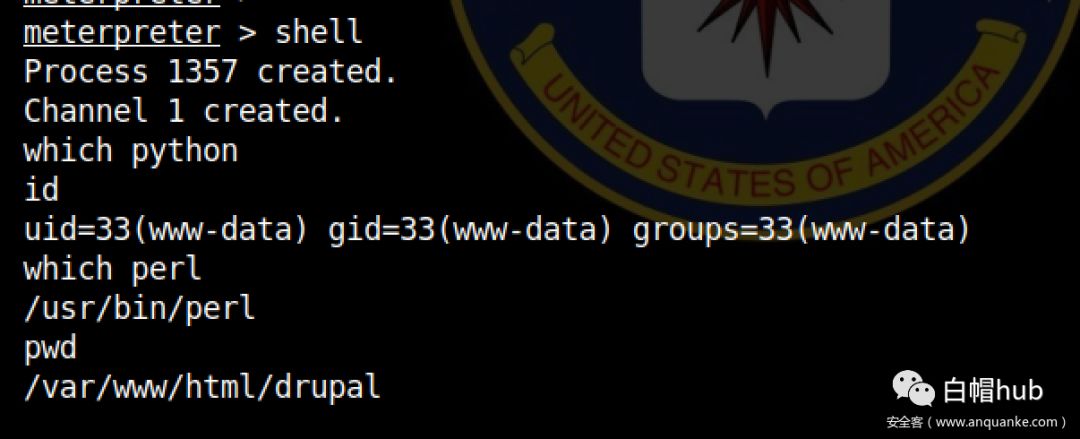 meterpreter >
meterpreter > shell
Process 1357 created.
Channel 1 created.
which python
id
uid=33(www-data) gid=33(www-data) groups=33(www-data)
which perl
/usr/bin/perl
pwd
/var/www/html/drupal
UNITED STATES OF AMERICA
白帽hub
安全客（www.anquanke.com）